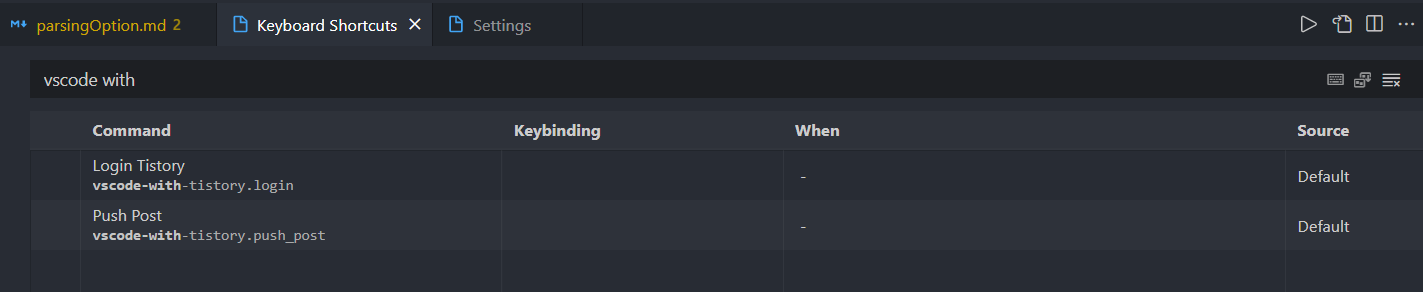 parsingOption.md 2 Keyboard Shortcuts Settings
vscode with
Command Keybinding When Source
Login Tistory
vscode-with-tistory.login - Default
Push Post
vscode-with-tistory.push_post - Default